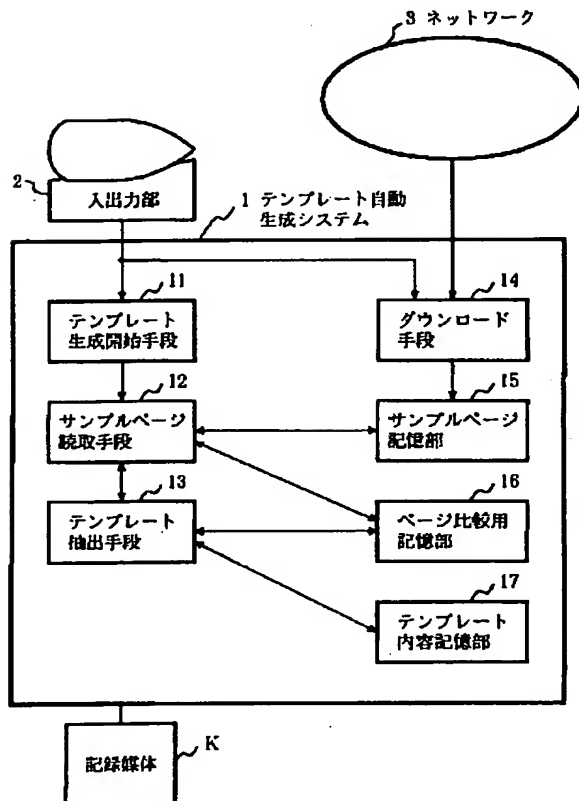 3 ネットワーク
2
入出力部
1 テンプレート自動
生成システム
11
テンプレート
生成開始手段
14
ダウンロード
手段
12
サンプルページ
読取手段
15
サンプルページ
記憶部
13
テンプレート
抽出手段
16
ページ比較用
記憶部
17
テンプレート
内容記憶部
記録媒体
K